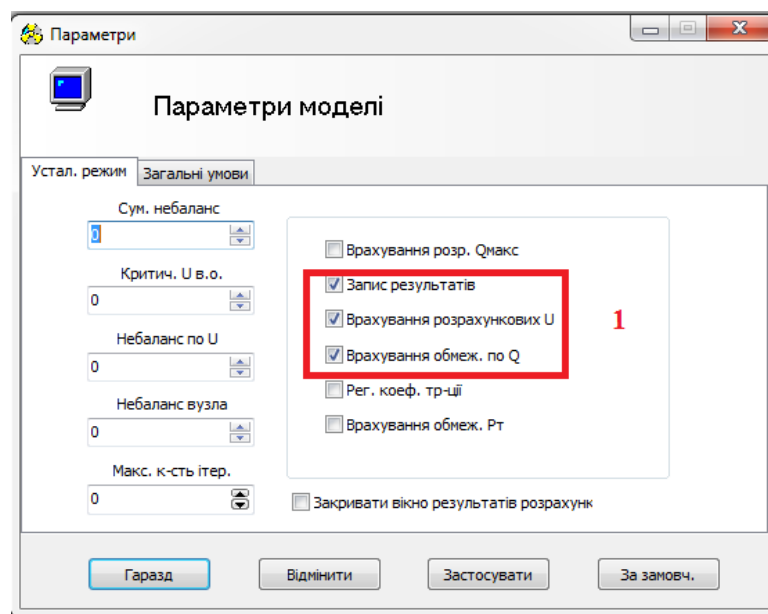 Параметри
Параметри моделі
Устал. режим
Загальні умови
Сум. небаланс
0
Критич. U в.о.
0
Небаланс по U
0
Небаланс вузла
0
Макс. к-сть ітер.
0
Врахування розр. Qмакс
Запис результатів
Врахування розрахункових U
Врахування обмеж. по Q
Рег. коеф. тр-ції
Врахування обмеж. Рт
1
Закривати вікно результатів розрахунк
Гаразд
Відмінити
Застосувати
За замовч.